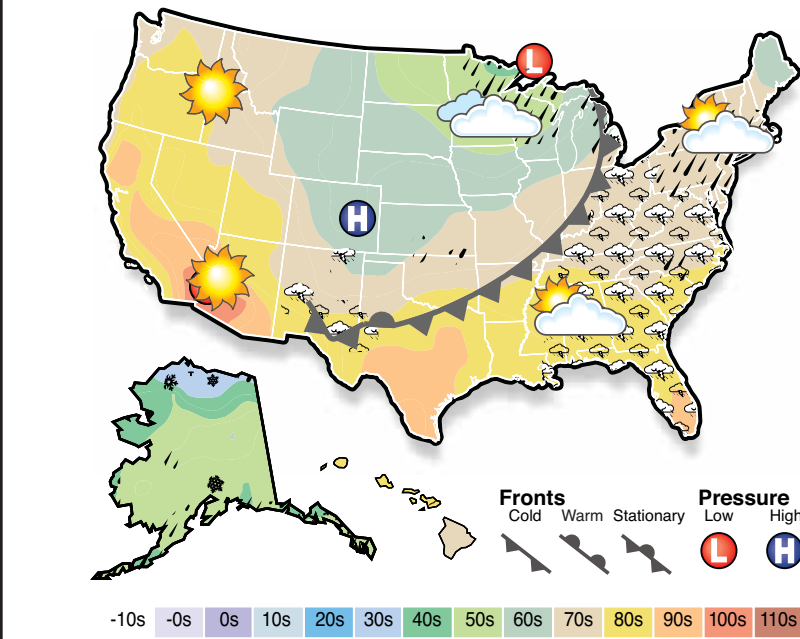 L
H
L
Fronts
Cold Warm Stationary
Pressure
Low High
L H
-10s -0s 0s 10s 20s 30s 40s 50s 60s 70s 80s 90s 100s 110s